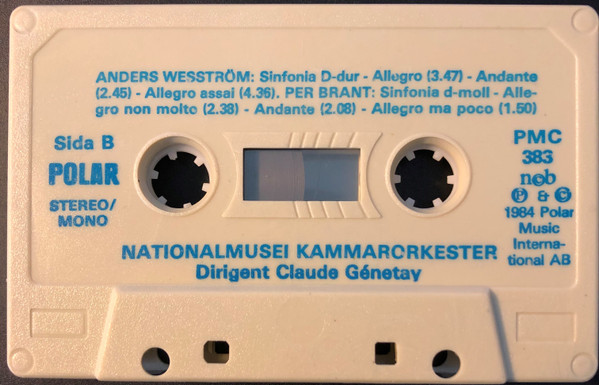 ANDERS WESSTRÖM: Sinfonia D-dur - Allegro (3.47) - Andante
(2.45) - Allegro assai (4.36). PER BRANT: Sinfonia d-moll - Alle-
gro non molto (2.38) - Andante (2.08) - Allegro ma poco (1.50)
Sida B
POLAR
STEREO/
MONO
PMC
383
ncb
Ⓟ & ©
1984 Polar
Music
Interna-
tional AB
NATIONALMUSEI KAMMARORKESTER
Dirigent Claude Génetay